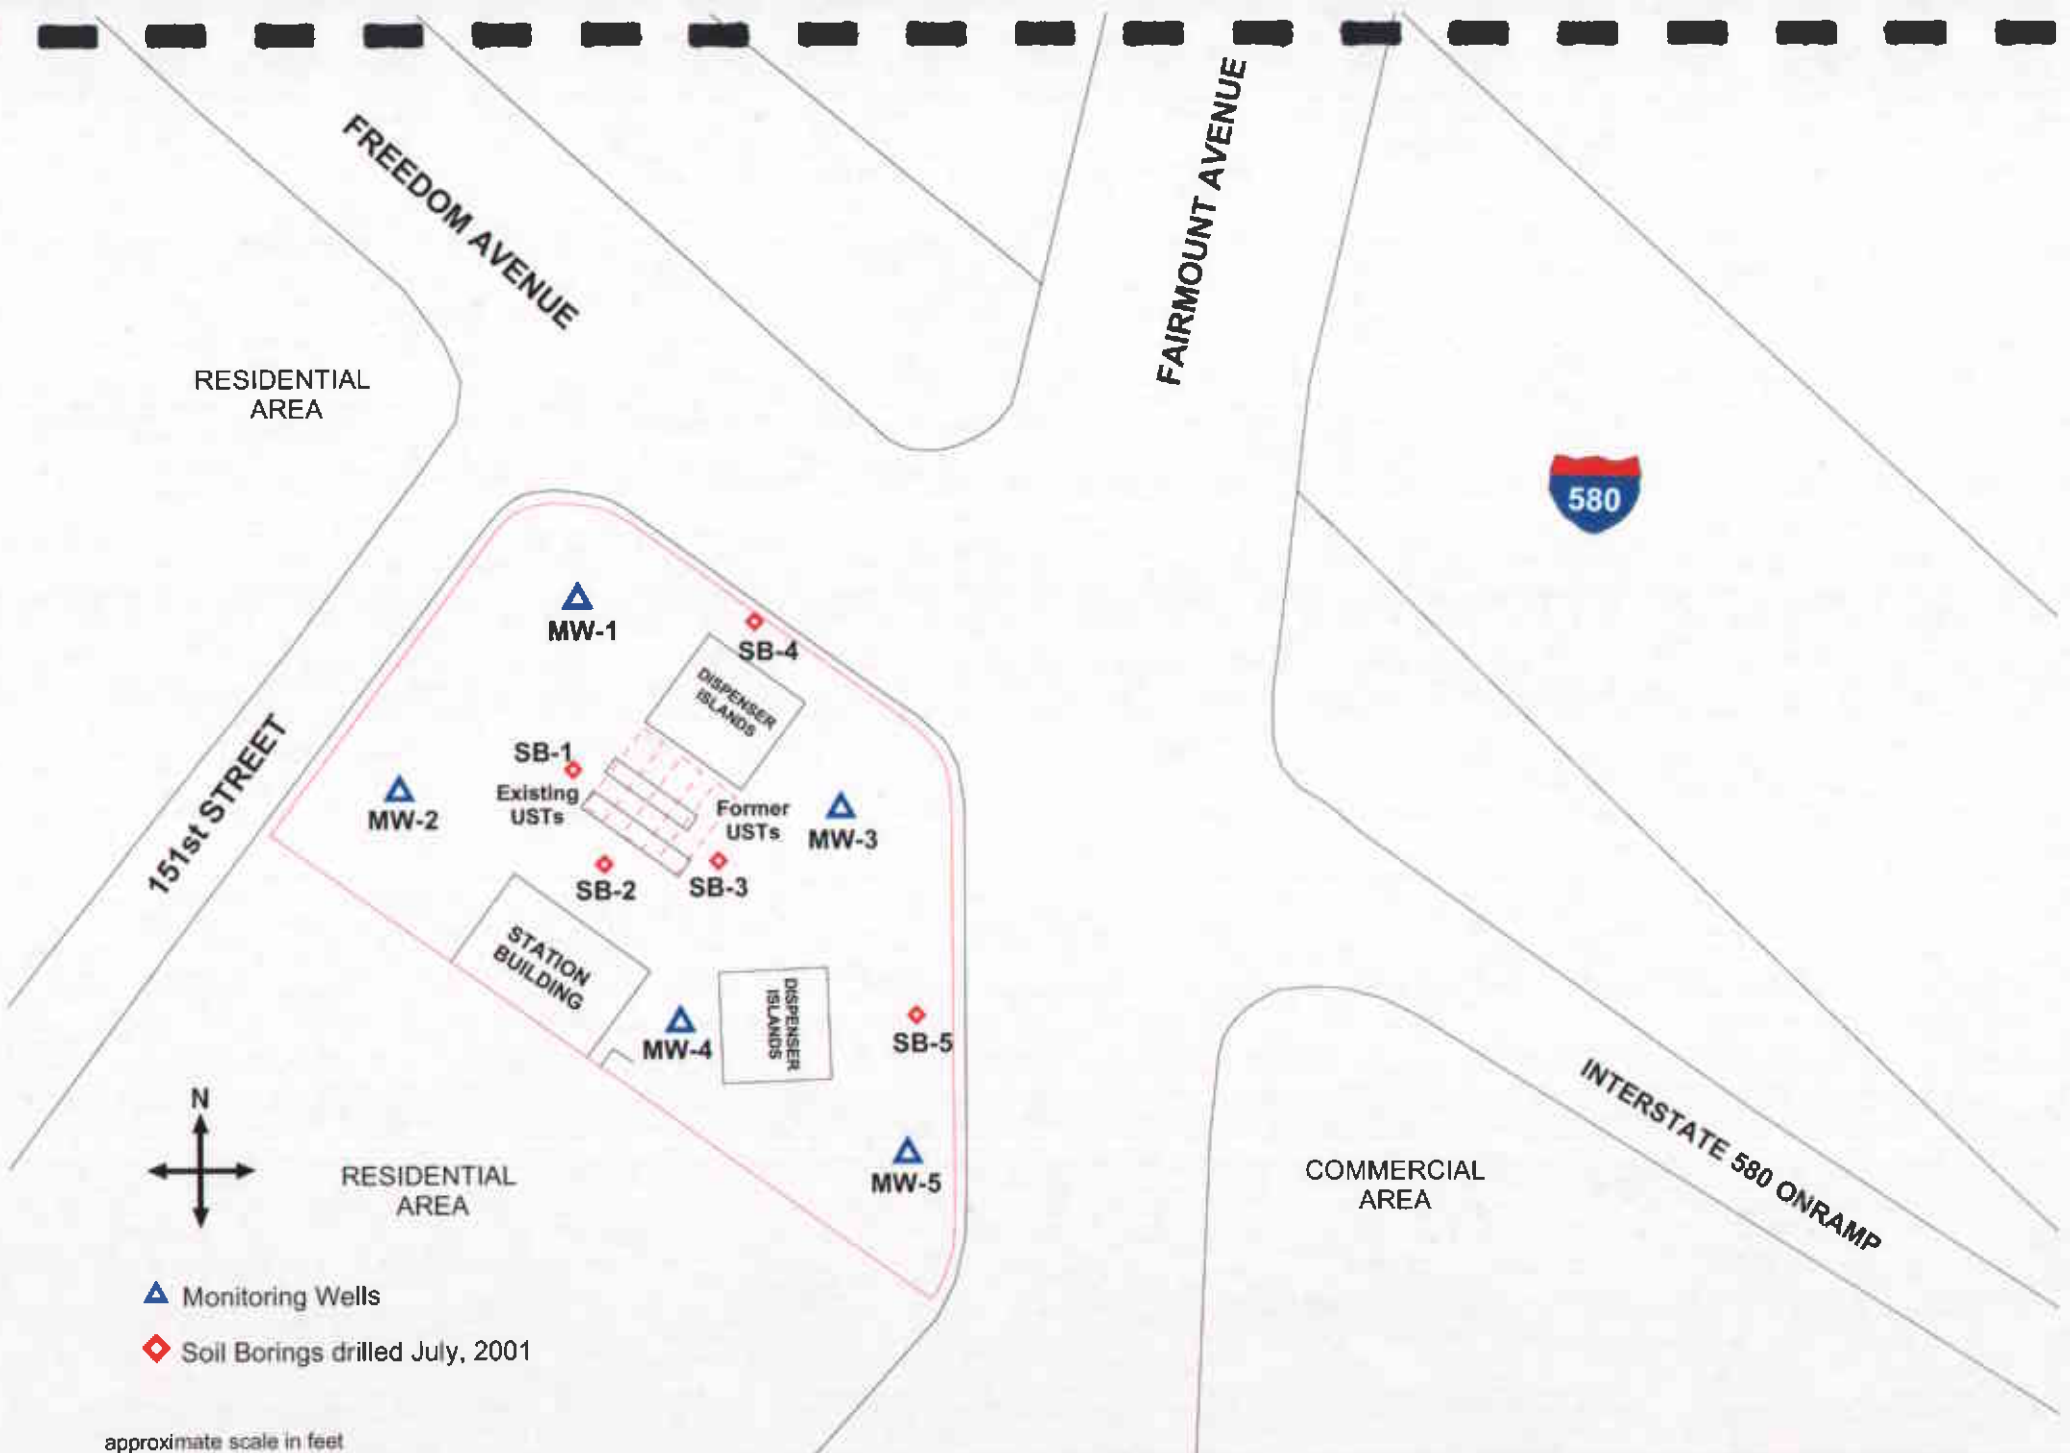 FREEDOM AVENUE
FAIRMOUNT AVENUE
RESIDENTIAL
AREA
580
MW-1
SB-4
DISPENSER
ISLANDS
151st STREET
SB-1
Existing
USTs
Former
USTs
MW-2
MW-3
SB-2
SB-3
STATION
BUILDING
DISPENSER
ISLANDS
MW-4
SB-5
INTERSTATE 580 ONRAMP
N
RESIDENTIAL
AREA
MW-5
COMMERCIAL
AREA
Monitoring Wells
Soil Borings drilled July, 2001
approximate scale in feet